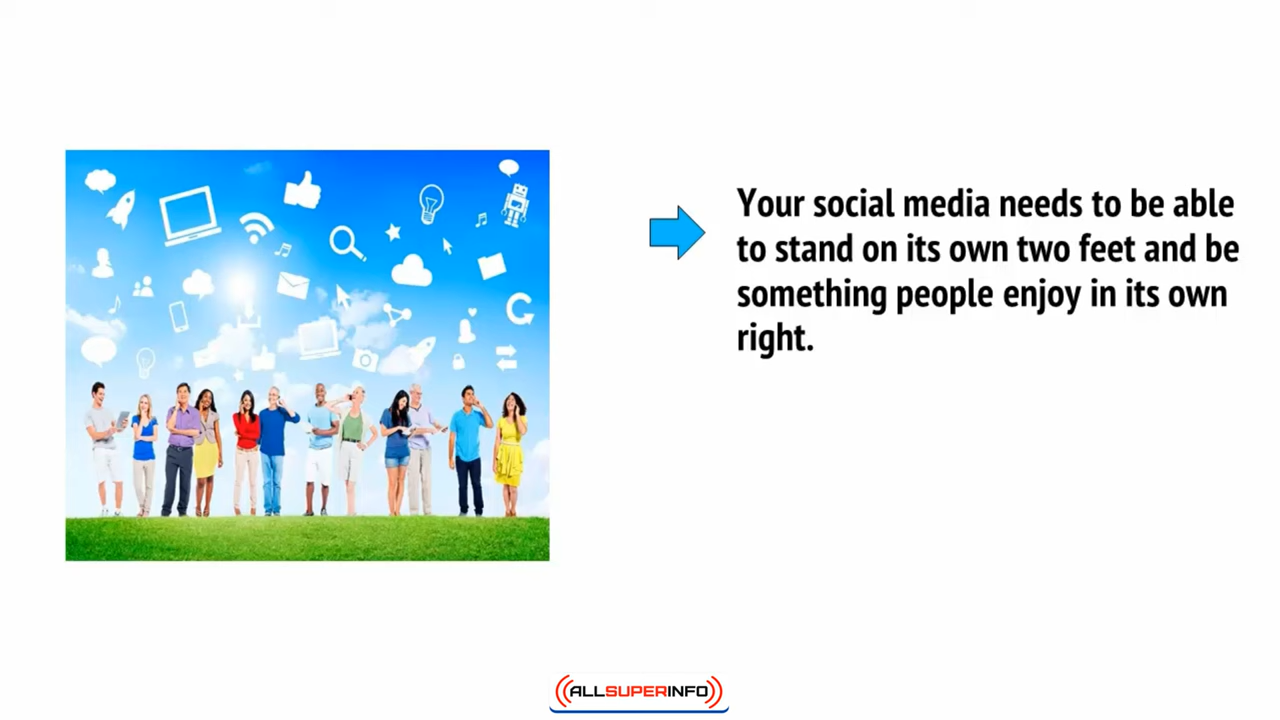 Your social media needs to be able
to stand on its own two feet and be
something people enjoy in its own
right.
ALLSUPERINFO